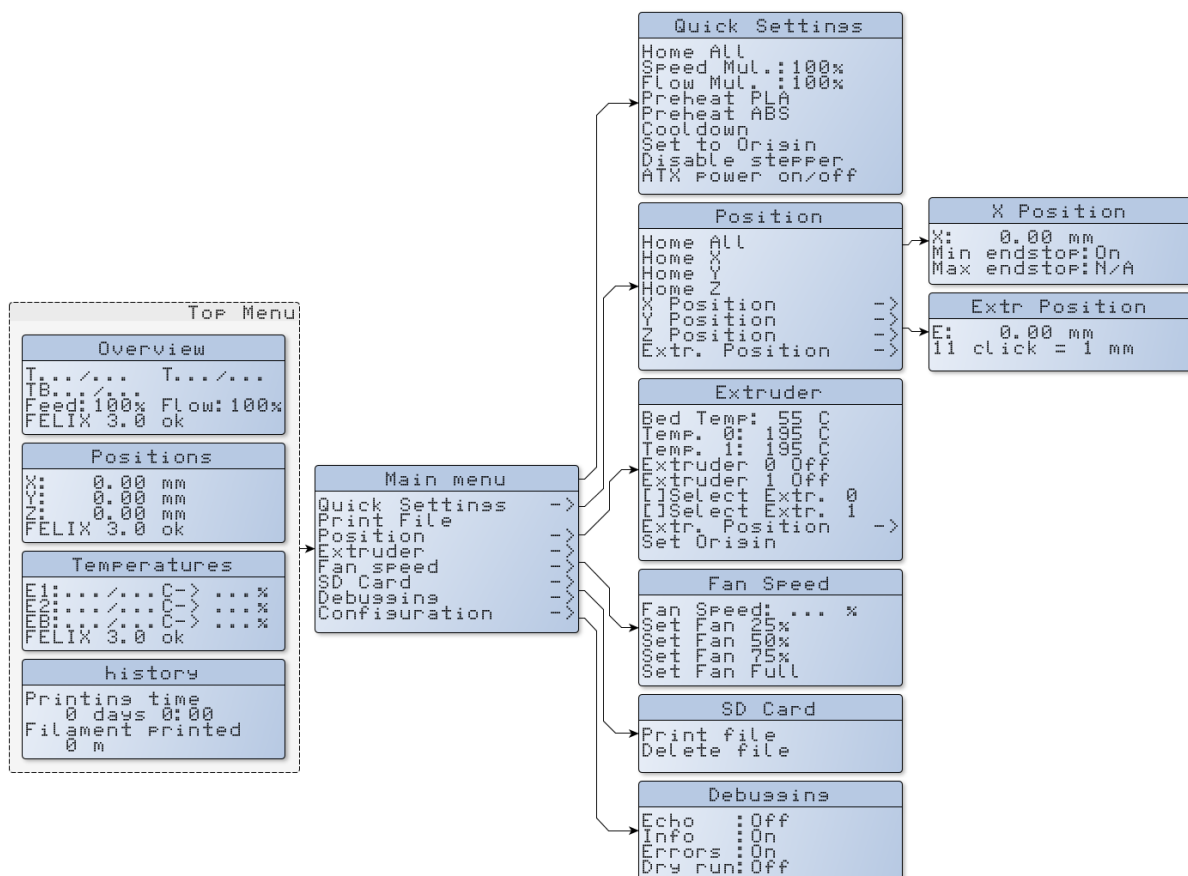 Top Menu
Overview
T.../... T.../...
TB.../...
Feed:100% Flow:100%
FELIX 3.0 ok
Positions
X: 0.00 mm
Y: 0.00 mm
Z: 0.00 mm
FELIX 3.0 ok
Temperatures
E1:.../...C-> ...%
E2:.../...C-> ...%
EB:.../...C-> ...%
FELIX 3.0 ok
history
Printing time
0 days 0:00
Filament printed
0 m
Main menu
Quick Settings ->
Print File
Position ->
Extruder ->
Fan speed ->
SD Card ->
Debugging ->
Configuration ->
Quick Settings
Home All
Speed Mul.:100%
Flow Mul. :100%
Preheat PLA
Preheat ABS
Cooldown
Set to Origin
Disable stepper
ATX power on/off
Position
Home All
Home X
Home Y
Home Z
X Position ->
Y Position ->
Z Position ->
Extr. Position ->
X Position
X: 0.00 mm
Min endstop:On
Max endstop:N/A
Extr Position
E: 0.00 mm
11 click = 1 mm
Extruder
Bed Temp: 55 C
Temp. 0: 195 C
Temp. 1: 195 C
Extruder 0 Off
Extruder 1 Off
[]Select Extr. 0
[]Select Extr. 1
Extr. Position ->
Set Origin
Fan Speed
Fan Speed: ... %
Set Fan 25%
Set Fan 50%
Set Fan 75%
Set Fan Full
SD Card
Print file
Delete file
Debugging
Echo :Off
Info :On
Errors :On
Dry run:Off